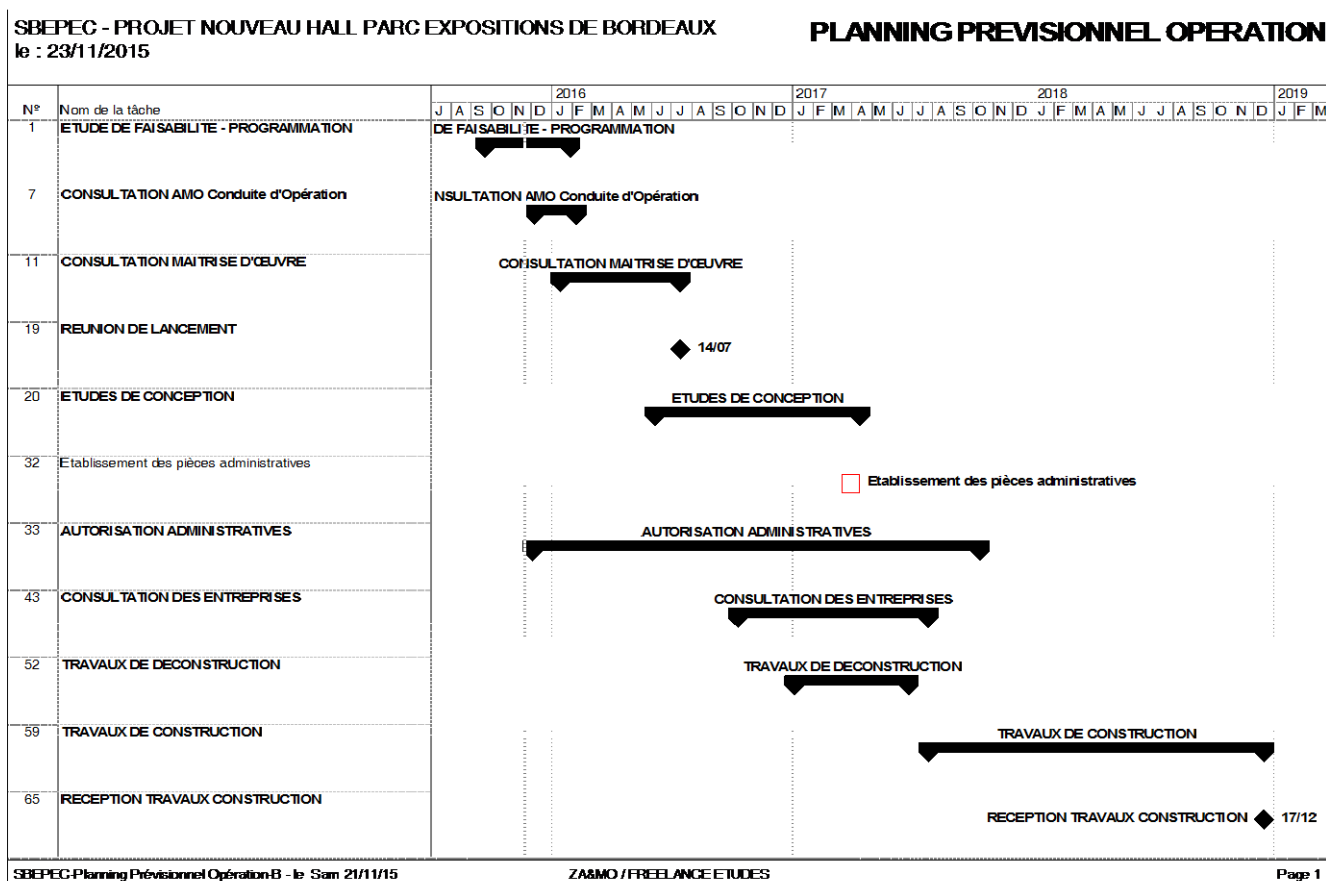 SBEPEC - PROJET NOUVEAU HALL PARC EXPOSITIONS DE BORDEAUX
le : 23/11/2015
PLANNING PREVISIONNEL OPERATION
2016 2017 2018 2019
N° Nom de la tâche J A S O N D J F M A M J J A S O N D J F M A M J J A S O N D J F M A M J J A S O N D J F M
1 ETUDE DE FAISABILITE - PROGRAMMATION DE FAISABILITE - PROGRAMMATION
7 CONSULTATION AMO Conduite d'Opération NSULTATION AMO Conduite d'Opération
11 CONSULTATION MAITRISE D'ŒUVRE CONSULTATION MAITRISE D'ŒUVRE
19 REUNION DE LANCEMENT
14/07
20 ETUDES DE CONCEPTION ETUDES DE CONCEPTION
32 Etablissement des pièces administratives
Etablissement des pièces administratives
33 AUTORISATION ADMINISTRATIVES AUTORISATION ADMINISTRATIVES
43 CONSULTATION DES ENTREPRISES CONSULTATION DES ENTREPRISES
52 TRAVAUX DE DECONSTRUCTION TRAVAUX DE DECONSTRUCTION
59 TRAVAUX DE CONSTRUCTION TRAVAUX DE CONSTRUCTION
65 RECEPTION TRAVAUX CONSTRUCTION
RECEPTION TRAVAUX CONSTRUCTION 17/12
SBEPEC-Planning Prévisionnel Opération-B - le Sam 21/11/15 ZA&MO / FREELANCE ETUDES Page 1